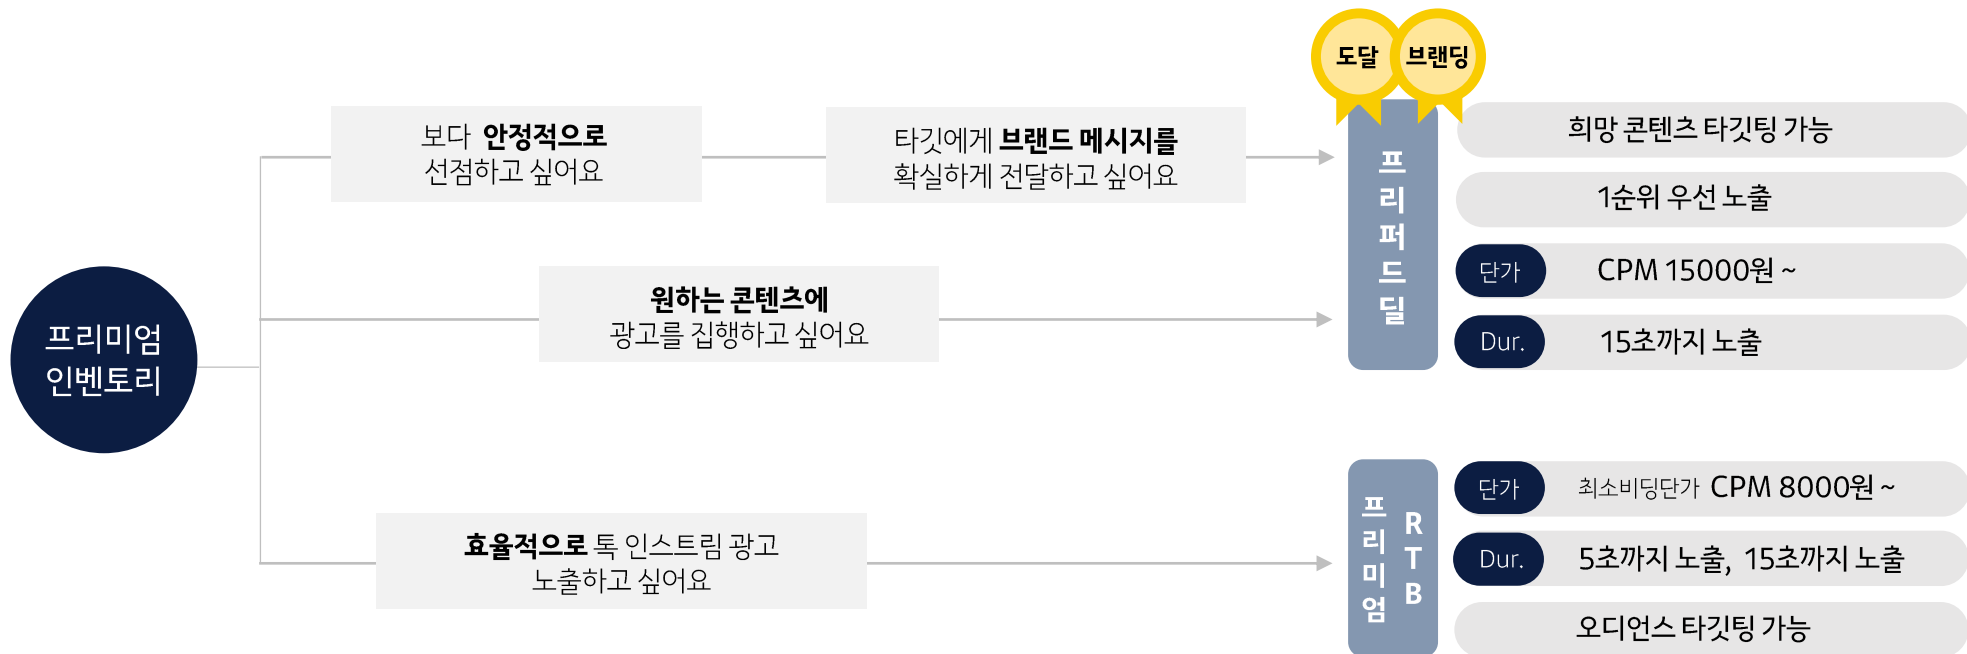 프리미엄
인벤토리
보다 안정적으로
선점하고 싶어요
타깃에게 브랜드 메시지를
확실하게 전달하고 싶어요
원하는 콘텐츠에
광고를 집행하고 싶어요
효율적으로 톡 인스트림 광고
노출하고 싶어요
도달
브랜딩
프리퍼드딜
희망 콘텐츠 타깃팅 가능
1순위 우선 노출
단가 CPM 15000원 ~
Dur. 15초까지 노출
프리미엄
RTB
단가 최소비딩단가 CPM 8000원 ~
Dur. 5초까지 노출, 15초까지 노출
오디언스 타깃팅 가능